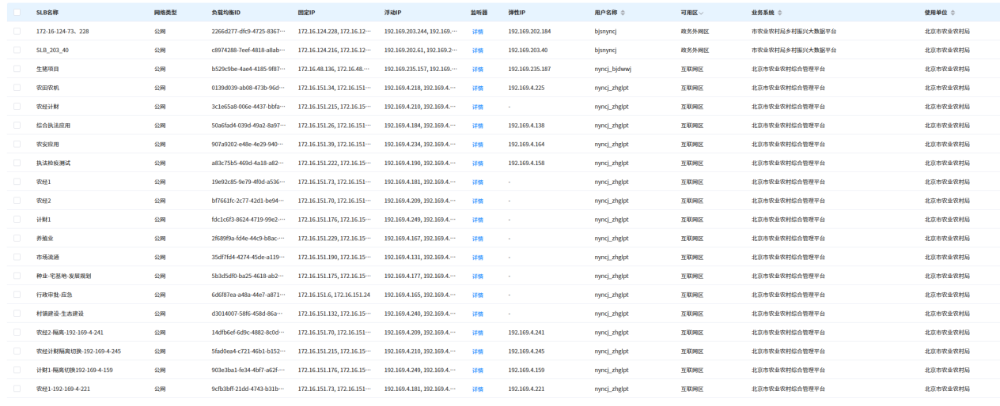 SLB名称 网络类型 负载均衡ID 固定IP 浮动IP 监听器 弹性IP 用户名称 可用区 业务系统 使用单位
172-16-124-73、228 公网 2266d277-dfc9-4725-8367··· 172.16.124.228, 172.16.12··· 192.169.203.244, 192.169.··· 详情 192.169.202.184 bjsnyncj 政务外网区 市农业农村局乡村振兴大数据平台 北京市农业农村局
SLB_203_40 公网 c8974288-7eef-4818-a8ab··· 172.16.124.216, 172.16.12··· 192.169.202.61, 192.169.2··· 详情 192.169.203.40 bjsnyncj 政务外网区 市农业农村局乡村振兴大数据平台 北京市农业农村局
生猪项目 公网 b529c9be-4ae4-4185-9f87··· 172.16.48.136, 172.16.48.··· 192.169.235.157, 192.169.··· 详情 192.169.235.187 nyncj_bjdwwj 互联网区 北京市农业农村综合管理平台 北京市农业农村局
农田农机 公网 0139d039-ab08-473b-96d··· 172.16.151.34, 172.16.151··· 192.169.4.218, 192.169.4.··· 详情 192.169.4.225 nyncj_zhglpt 互联网区 北京市农业农村综合管理平台 北京市农业农村局
农经计财 公网 3c1e65a8-006e-4437-bbfa··· 172.16.151.215, 172.16.15··· 192.169.4.210, 192.169.4.··· 详情 - nyncj_zhglpt 互联网区 北京市农业农村综合管理平台 北京市农业农村局
综合执法应用 公网 50a6fad4-039d-49a2-8a97··· 172.16.151.26, 172.16.151··· 192.169.4.184, 192.169.4.··· 详情 192.169.4.138 nyncj_zhglpt 互联网区 北京市农业农村综合管理平台 北京市农业农村局
农安应用 公网 907a9202-e48e-4e29-940··· 172.16.151.39, 172.16.151··· 192.169.4.234, 192.169.4.··· 详情 192.169.4.164 nyncj_zhglpt 互联网区 北京市农业农村综合管理平台 北京市农业农村局
执法检疫测试 公网 a83c75b5-469d-4a18-a82··· 172.16.151.222, 172.16.15··· 192.169.4.190, 192.169.4.··· 详情 192.169.4.158 nyncj_zhglpt 互联网区 北京市农业农村综合管理平台 北京市农业农村局
农经1 公网 19e92c85-9e79-4f0d-a536··· 172.16.151.73, 172.16.151··· 192.169.4.181, 192.169.4.··· 详情 - nyncj_zhglpt 互联网区 北京市农业农村综合管理平台 北京市农业农村局
农经2 公网 bf7661fc-2c77-42d1-be94··· 172.16.151.70, 172.16.151··· 192.169.4.209, 192.169.4.··· 详情 - nyncj_zhglpt 互联网区 北京市农业农村综合管理平台 北京市农业农村局
计财1 公网 fdc1c6f3-8624-4719-99e2-··· 172.16.151.176, 172.16.15··· 192.169.4.249, 192.169.4.··· 详情 - nyncj_zhglpt 互联网区 北京市农业农村综合管理平台 北京市农业农村局
养殖业 公网 2f689f9a-fd4e-44c9-b8ac-··· 172.16.151.229, 172.16.15··· 192.169.4.167, 192.169.4.··· 详情 - nyncj_zhglpt 互联网区 北京市农业农村综合管理平台 北京市农业农村局
市场流通 公网 35df7fd4-4274-45de-a119··· 172.16.151.190, 172.16.15··· 192.169.4.131, 192.169.4.··· 详情 - nyncj_zhglpt 互联网区 北京市农业农村综合管理平台 北京市农业农村局
种业-宅基地-发展规划 公网 5b3d5df0-ba25-4618-ab2··· 172.16.151.175, 172.16.15··· 192.169.4.177, 192.169.4.··· 详情 - nyncj_zhglpt 互联网区 北京市农业农村综合管理平台 北京市农业农村局
行政审批-应急 公网 6d6f87ea-a48a-44e7-a871··· 172.16.151.6, 172.16.151.24 192.169.4.165, 192.169.4.··· 详情 - nyncj_zhglpt 互联网区 北京市农业农村综合管理平台 北京市农业农村局
村镇建设-生态建设 公网 d3014007-58f6-458d-86a··· 172.16.151.132, 172.16.15··· 192.169.4.240, 192.169.4.··· 详情 - nyncj_zhglpt 互联网区 北京市农业农村综合管理平台 北京市农业农村局
农经2-隔离-192-169-4-241 公网 14dfb6ef-6d9c-4882-8c0d··· 172.16.151.70, 172.16.151··· 192.169.4.209, 192.169.4.··· 详情 192.169.4.241 nyncj_zhglpt 互联网区 北京市农业农村综合管理平台 北京市农业农村局
农经计财隔离切换-192-169-4-245 公网 5fad0ea4-c721-46b1-b152··· 172.16.151.215, 172.16.15··· 192.169.4.210, 192.169.4.··· 详情 192.169.4.245 nyncj_zhglpt 互联网区 北京市农业农村综合管理平台 北京市农业农村局
计财1-隔离切换192-169-4-159 公网 903e3ba1-fe34-4bf7-a62f-··· 172.16.151.176, 172.16.15··· 192.169.4.249, 192.169.4.··· 详情 192.169.4.159 nyncj_zhglpt 互联网区 北京市农业农村综合管理平台 北京市农业农村局
农经1-192-169-4-221 公网 9cfb3bff-21dd-4743-b31b··· 172.16.151.73, 172.16.151··· 192.169.4.181, 192.169.4.··· 详情 192.169.4.221 nyncj_zhglpt 互联网区 北京市农业农村综合管理平台 北京市农业农村局